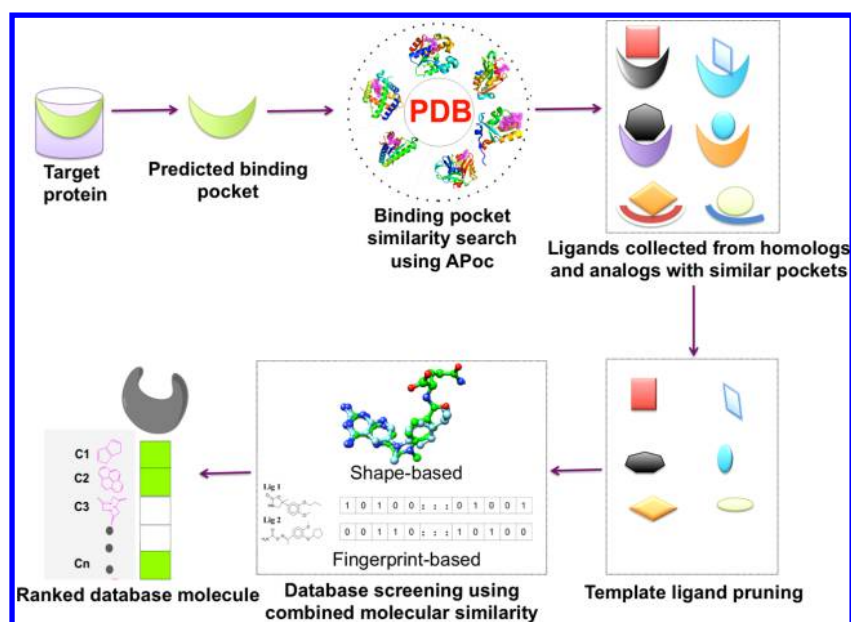 PDB
Target
protein
Predicted binding
pocket
Binding pocket
similarity search
using APoc
Ligands collected from homologs
and analogs with similar pockets
Template ligand pruning
Shape-based
Lig 1
1 0 1 0 0 : : : 0 1 0 0 1
Lig 2
0 0 1 1 0 : : : 1 0 1 0 0
Fingerprint-based
Database screening using
combined molecular similarity
C1
C2
C3
Cn
Ranked database molecule